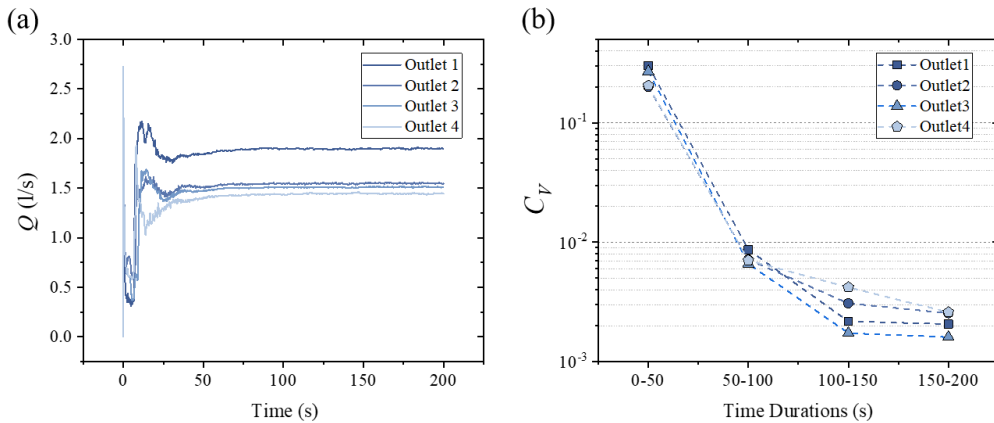 (a)
3.0
2.5
2.0
1.5
1.0
0.5
0.0
Q (l/s)
0
50
100
150
200
Time (s)
Outlet 1
Outlet 2
Outlet 3
Outlet 4
(b)
10⁻¹
10⁻²
10⁻³
C_V
0-50
50-100
100-150
150-200
Time Durations (s)
Outlet1
Outlet2
Outlet3
Outlet4